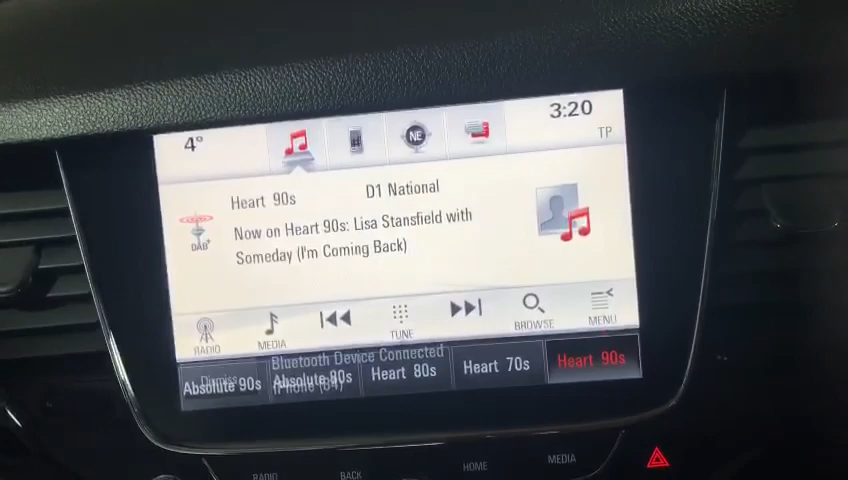 4°
NE
3:20
TP
Heart 90s
D1 National
DAB+
Now on Heart 90s: Lisa Stansfield with
Someday (I'm Coming Back)
RADIO
MEDIA
TUNE
BROWSE
MENU
Bluetooth Device Connected
Dismiss
Absolute 90s
Absolute 80s
Heart 80s
Heart 70s
Heart 90s
RADIO
BACK
HOME
MEDIA